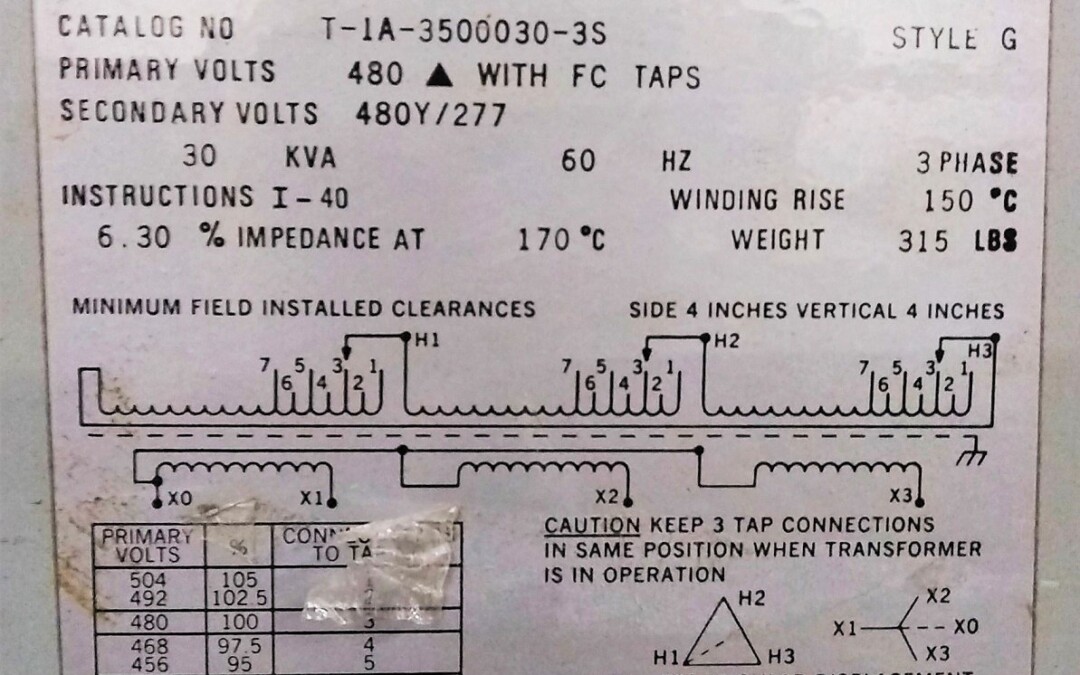 CATALOG NO T-1A-3500030-3S STYLE G
PRIMARY VOLTS 480 ▲ WITH FC TAPS
SECONDARY VOLTS 480Y/277
30 KVA 60 HZ 3 PHASE
INSTRUCTIONS I-40 WINDING RISE 150 °C
6.30 % IMPEDANCE AT 170 °C WEIGHT 315 LBS
MINIMUM FIELD INSTALLED CLEARANCES SIDE 4 INCHES VERTICAL 4 INCHES
H1 H2 H3
7 6 5 4 3 2 1 7 6 5 4 3 2 1 7 6 5 4 3 2 1
X0 X1 X2 X3
PRIMARY VOLTS % TO
504 105
492 102.5 2
480 100 3
468 97.5 4
456 95 5
CAUTION KEEP 3 TAP CONNECTIONS
IN SAME POSITION WHEN TRANSFORMER
IS IN OPERATION
H2 X2
X1 X0
H1 H3 X3